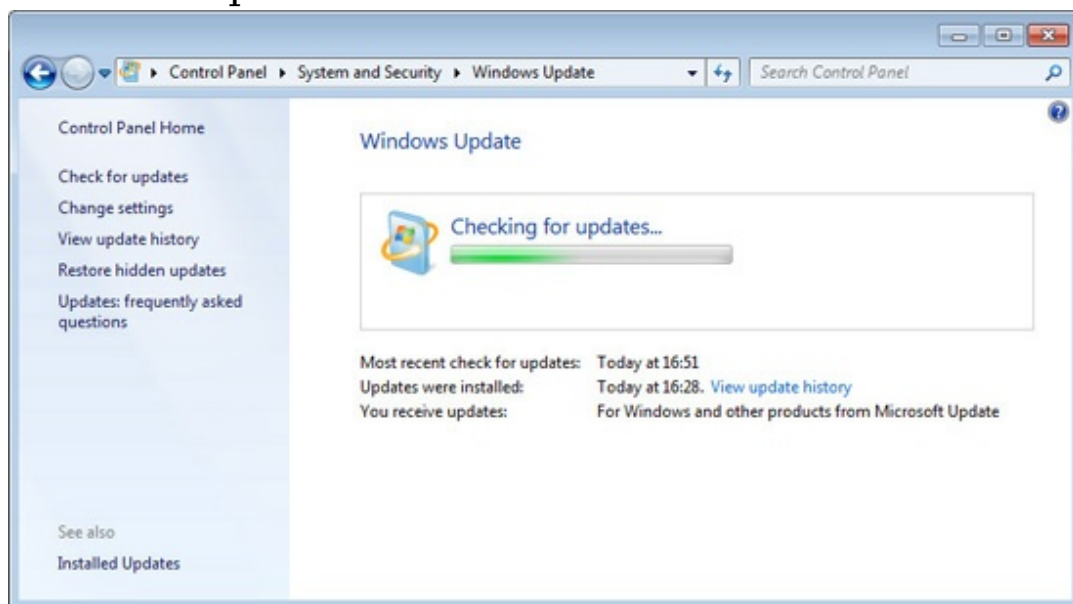 Control Panel System and Security Windows Update Search Control Panel
Control Panel Home
Check for updates
Change settings
View update history
Restore hidden updates
Updates: frequently asked
questions
See also
Installed Updates
Windows Update
Checking for updates...
Most recent check for updates: Today at 16:51
Updates were installed: Today at 16:28. View update history
You receive updates: For Windows and other products from Microsoft Update